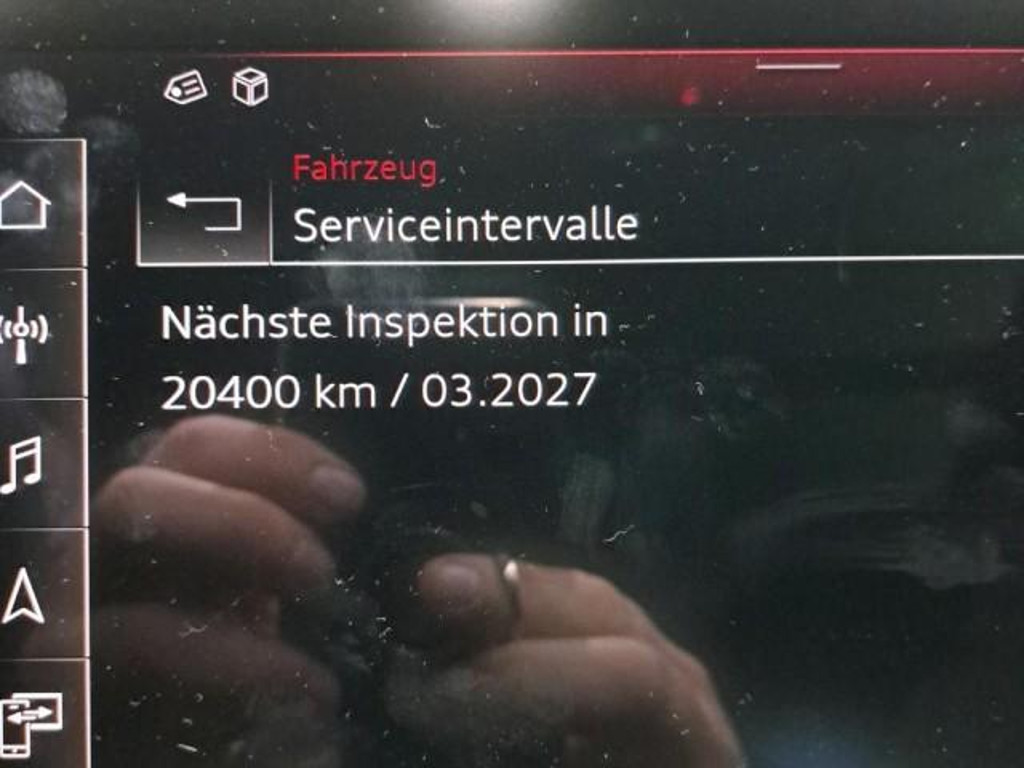 Fahrzeug
Serviceintervalle
Nächste Inspektion in
20400 km / 03.2027